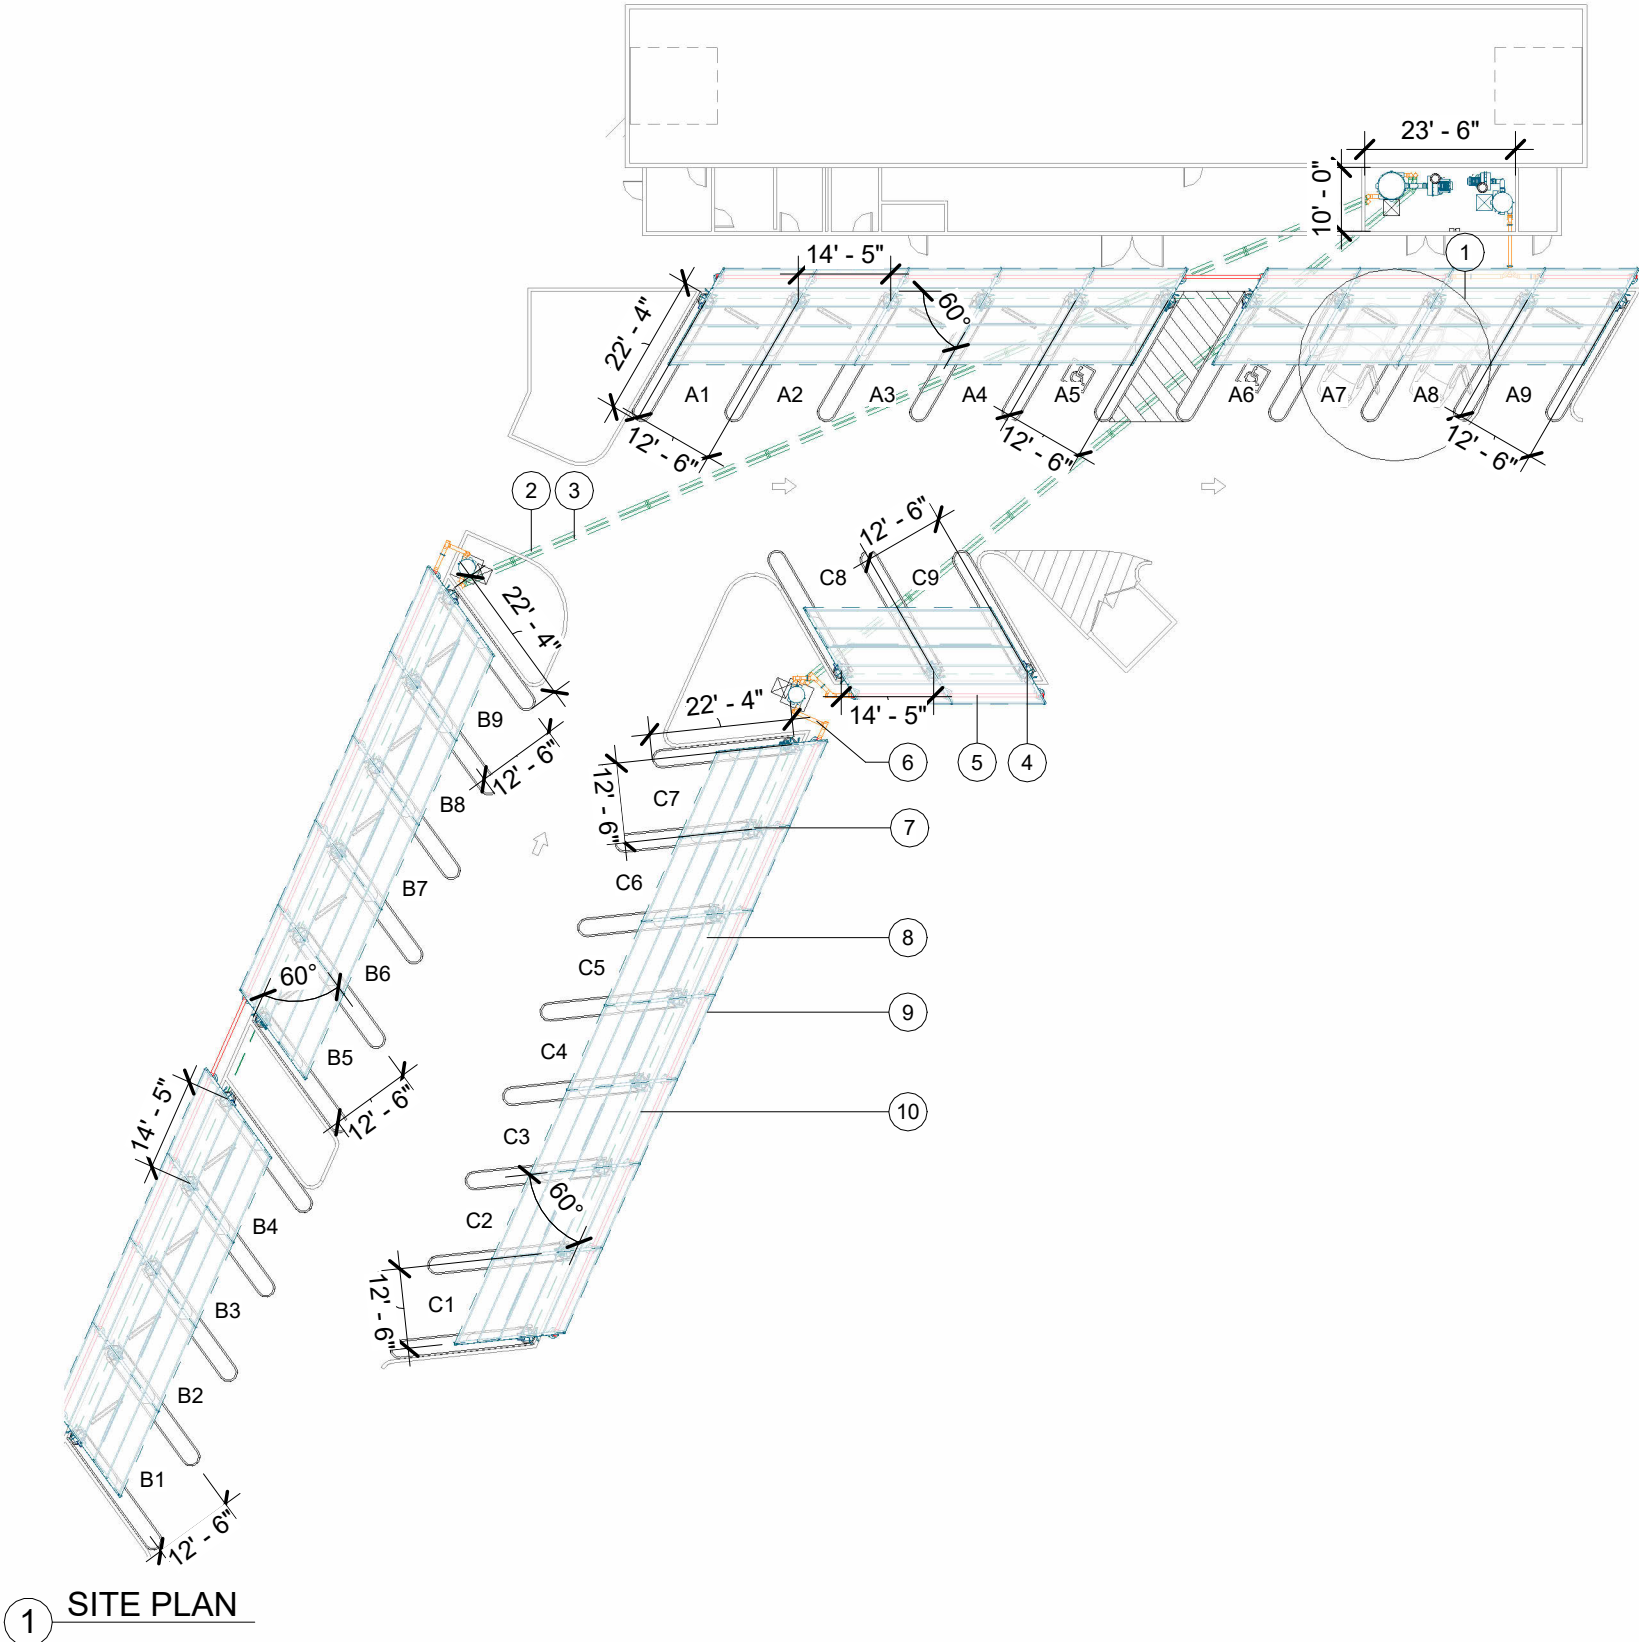 23' - 6"
10' - 0"
1
14' - 5"
60°
22' - 4"
A1
A2
A3
A4
A5
A6
A7
A8
A9
12' - 6"
12' - 6"
12' - 6"
2
3
12' - 6"
C8
C9
22' - 4"
22' - 4"
14' - 5"
6
5
4
B9
12' - 6"
12' - 6"
C7
7
B8
C6
B7
8
C5
B6
60°
9
C4
B5
14' - 5"
12' - 6"
10
C3
60°
B4
C2
B3
12' - 6"
C1
B2
B1
12' - 6"
1 SITE PLAN